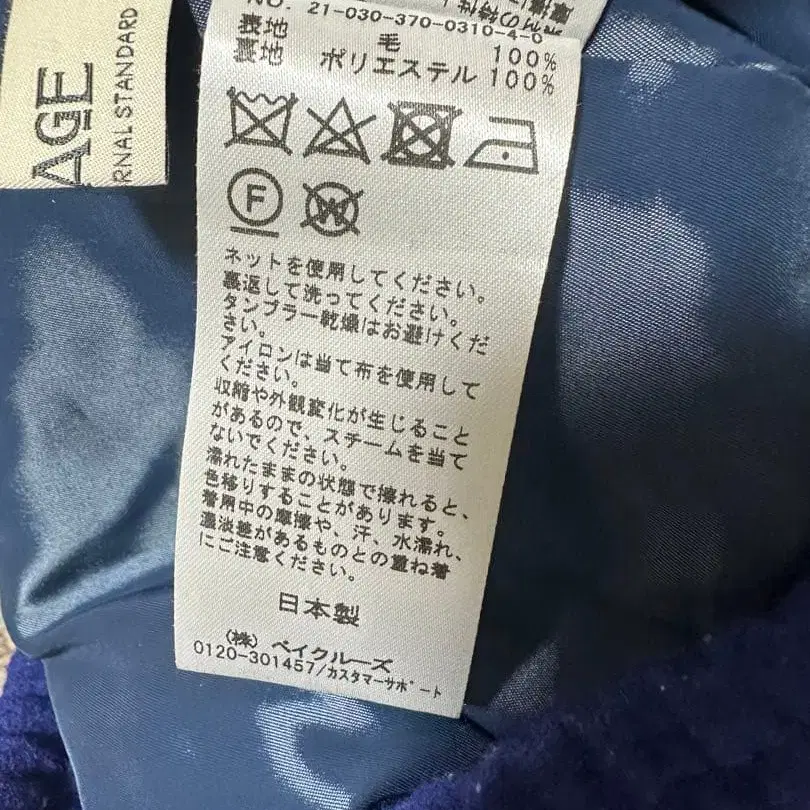 AGE
RNAL STANDARD
NO. 21-030-370-0310-4-0
表地 毛 100%
裏地 ポリエステル 100%
F
W
ネットを使用してください。
裏返して洗ってください。
タンブラー乾燥はお避けくだ
さい。
アイロンは当て布を使用して
ください。
収縮や外観変化が生じること
があるので、スチームを当て
ないでください。
濡れたままの状態で擦れると、
色移りすることがあります。
着用中の摩擦や、汗、水濡れ、
濃淡差があるものとの重ね着
にご注意ください。
日本製
(株) ベイクルーズ
0120-301457/カスタマーサポート